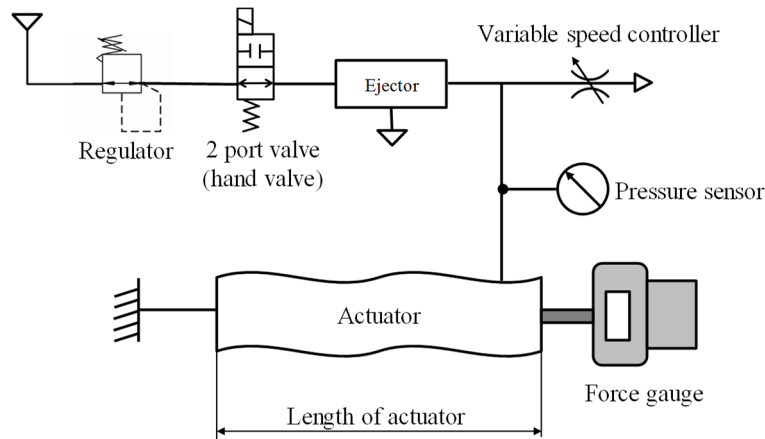 Variable speed controller
Ejector
Regulator
2 port valve
(hand valve)
Pressure sensor
Actuator
Force gauge
Length of actuator